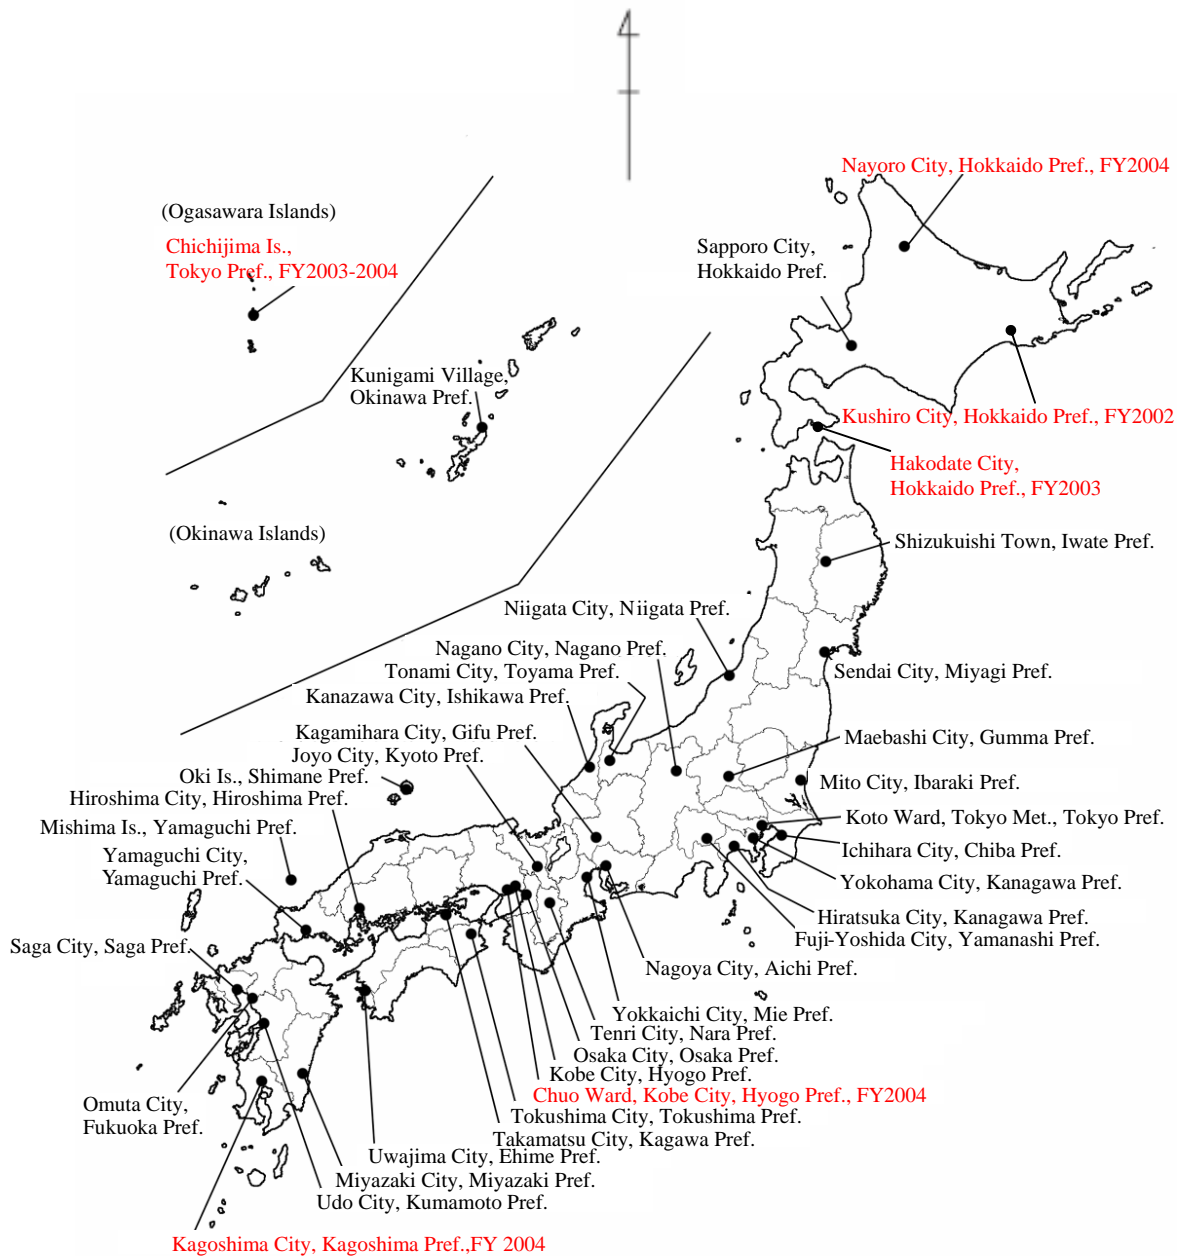 Nayoro City, Hokkaido Pref., FY2004
(Ogasawara Islands)
Chichijima Is.,
Tokyo Pref., FY2003-2004
Sapporo City,
Hokkaido Pref.
Kunigami Village,
Okinawa Pref.
Kushiro City, Hokkaido Pref., FY2002
Hakodate City,
Hokkaido Pref., FY2003
(Okinawa Islands)
Shizukuishi Town, Iwate Pref.
Niigata City, Niigata Pref.
Nagano City, Nagano Pref.
Tonami City, Toyama Pref.
Sendai City, Miyagi Pref.
Kanazawa City, Ishikawa Pref.
Kagamihara City, Gifu Pref.
Maebashi City, Gumma Pref.
Joyo City, Kyoto Pref.
Oki Is., Shimane Pref.
Mito City, Ibaraki Pref.
Hiroshima City, Hiroshima Pref.
Koto Ward, Tokyo Met., Tokyo Pref.
Mishima Is., Yamaguchi Pref.
Ichihara City, Chiba Pref.
Yamaguchi City,
Yamaguchi Pref.
Yokohama City, Kanagawa Pref.
Hiratsuka City, Kanagawa Pref.
Fuji-Yoshida City, Yamanashi Pref.
Saga City, Saga Pref.
Nagoya City, Aichi Pref.
Yokkaichi City, Mie Pref.
Tenri City, Nara Pref.
Osaka City, Osaka Pref.
Kobe City, Hyogo Pref.
Chuo Ward, Kobe City, Hyogo Pref., FY2004
Omuta City,
Fukuoka Pref.
Tokushima City, Tokushima Pref.
Takamatsu City, Kagawa Pref.
Uwajima City, Ehime Pref.
Miyazaki City, Miyazaki Pref.
Udo City, Kumamoto Pref.
Kagoshima City, Kagoshima Pref.,FY 2004